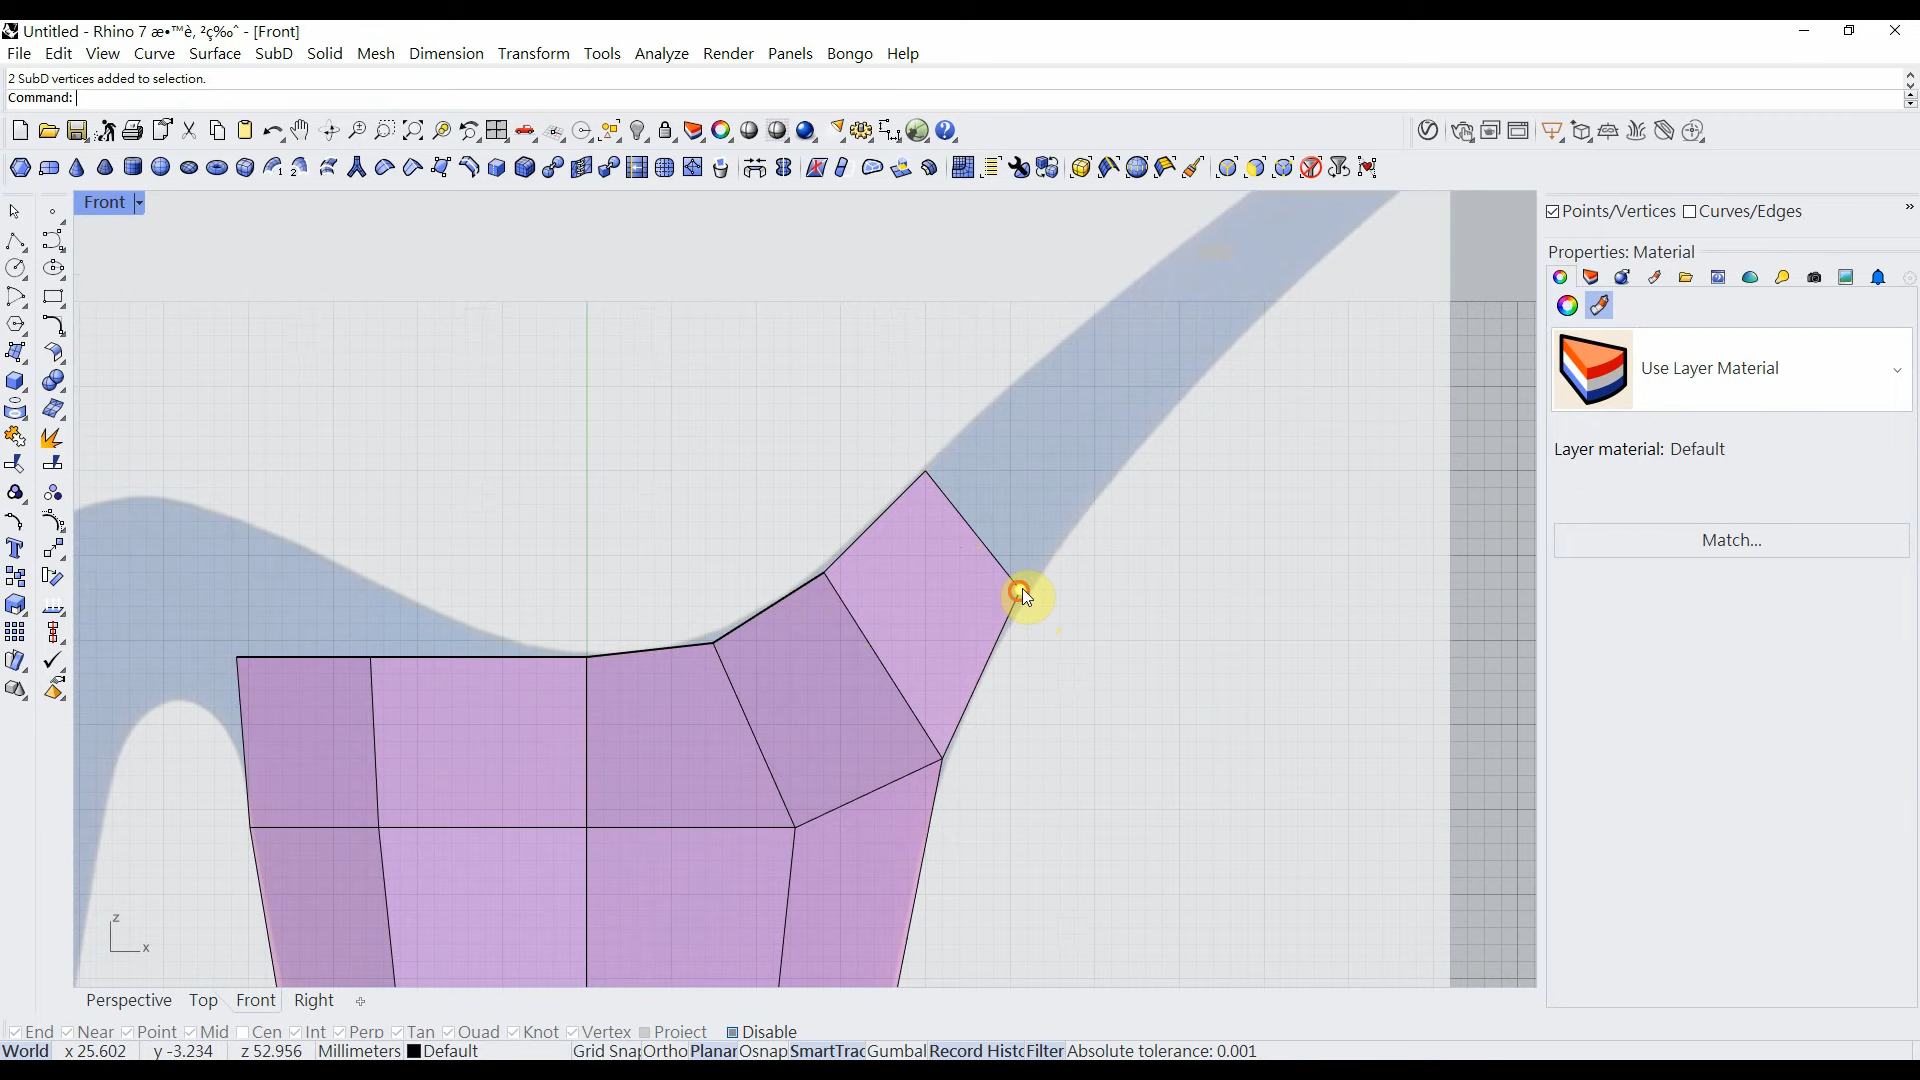 Untitled - Rhino 7 æ•™è‚²ç‰ˆ - [Front]
File Edit View Curve Surface SubD Solid Mesh Dimension Transform Tools Analyze Render Panels Bongo Help
2 SubD vertices added to selection.
Command:
Front
Points/Vertices Curves/Edges
Properties: Material
Use Layer Material
Layer material: Default
Match...
z
x
Perspective Top Front Right
End Near Point Mid Cen Int Perp Tan Quad Knot Vertex Project Disable
World x 25.602 y -3.234 z 52.956 Millimeters Default Grid Snap Ortho Planar Osnap SmartTrac Gumbal Record Histo Filter Absolute tolerance: 0.001